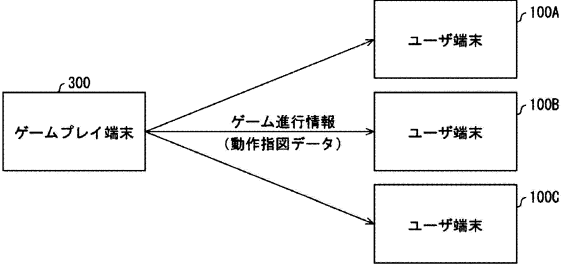 100A
ユーザ端末
300
ゲームプレイ端末
ゲーム進行情報
(動作指図データ)
100B
ユーザ端末
100C
ユーザ端末